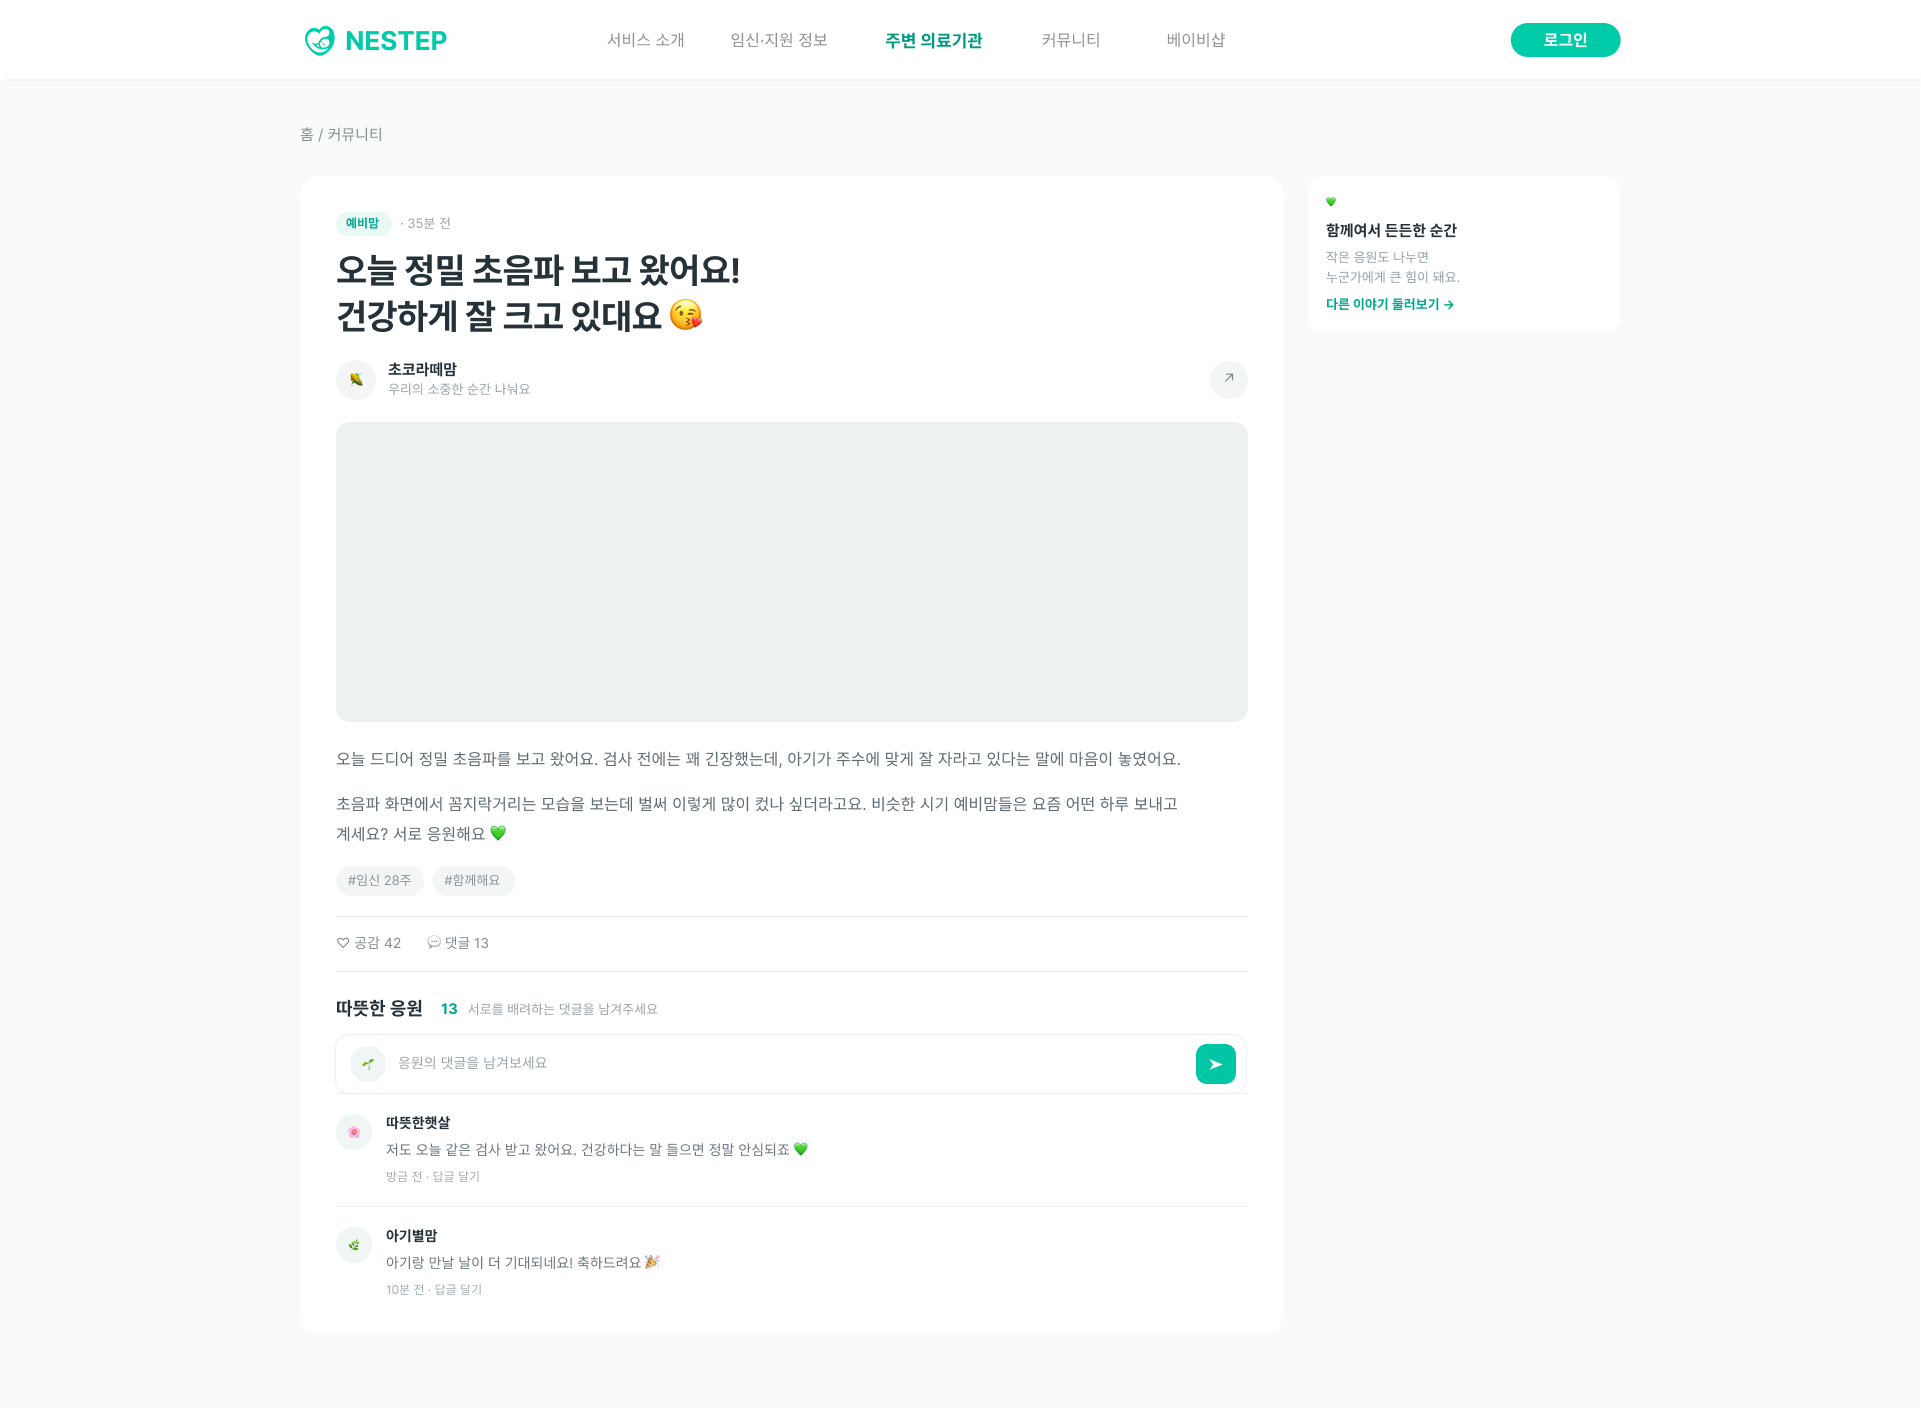 NESTEP
서비스 소개
임신·지원 정보
주변 의료기관
커뮤니티
베이비샵
로그인
홈 / 커뮤니티
예비맘 · 35분 전
오늘 정밀 초음파 보고 왔어요!
건강하게 잘 크고 있대요 😘
초코라떼맘
우리의 소중한 순간 나눠요
↗
오늘 드디어 정밀 초음파를 보고 왔어요. 검사 전에는 꽤 긴장했는데, 아기가 주수에 맞게 잘 자라고 있다는 말에 마음이 놓였어요.
초음파 화면에서 꼼지락거리는 모습을 보는데 벌써 이렇게 많이 컸나 싶더라고요. 비슷한 시기 예비맘들은 요즘 어떤 하루 보내고
계세요? 서로 응원해요 💚
#임신 28주 #함께해요
♡ 공감 42 💬 댓글 13
따뜻한 응원 13 서로를 배려하는 댓글을 남겨주세요
응원의 댓글을 남겨보세요
따뜻한햇살
저도 오늘 같은 검사 받고 왔어요. 건강하다는 말 들으면 정말 안심되죠 💚
방금 전 · 답글 달기
아기별맘
아기랑 만날 날이 더 기대되네요! 축하드려요 🎉
10분 전 · 답글 달기
💚
함께여서 든든한 순간
작은 응원도 나누면
누군가에게 큰 힘이 돼요.
다른 이야기 둘러보기 →